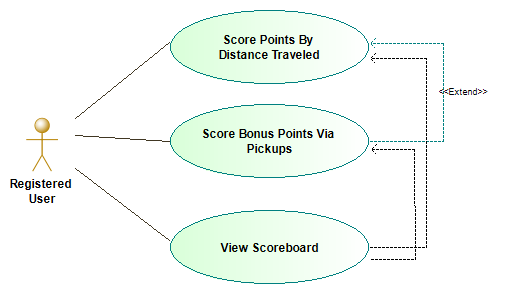 Score Points By
Distance Traveled
<<Extend>>
Score Bonus Points Via
Pickups
Registered
User
View Scoreboard